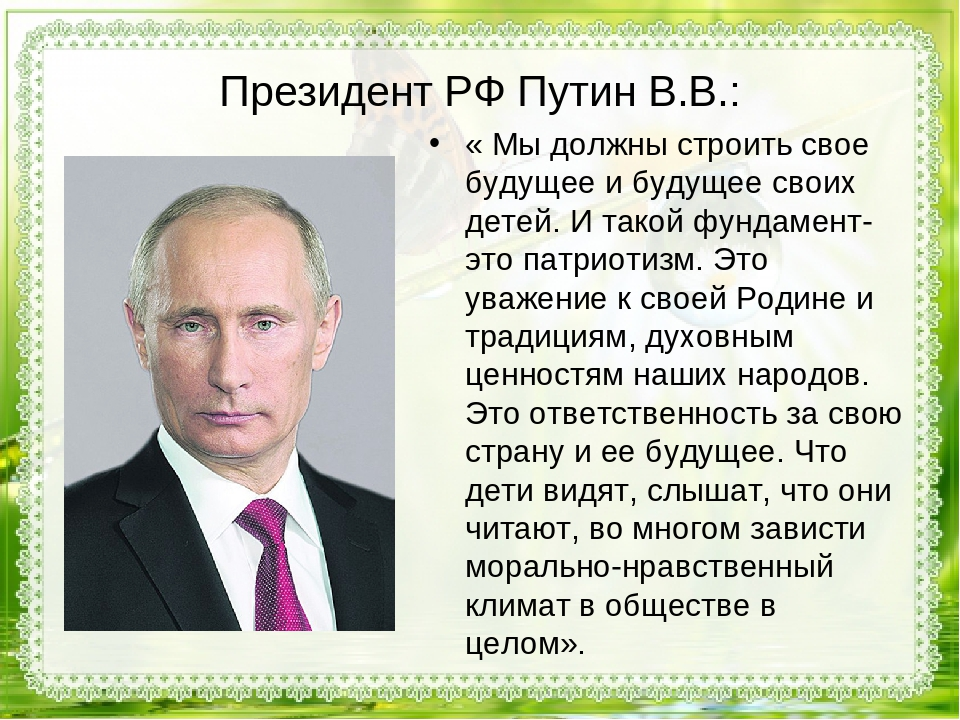 Президент РФ Путин В.В.:
• « Мы должны строить свое
будущее и будущее своих
детей. И такой фундамент-
это патриотизм. Это
уважение к своей Родине и
традициям, духовным
ценностям наших народов.
Это ответственность за свою
страну и ее будущее. Что
дети видят, слышат, что они
читают, во многом зависти
морально-нравственный
климат в обществе в
целом».